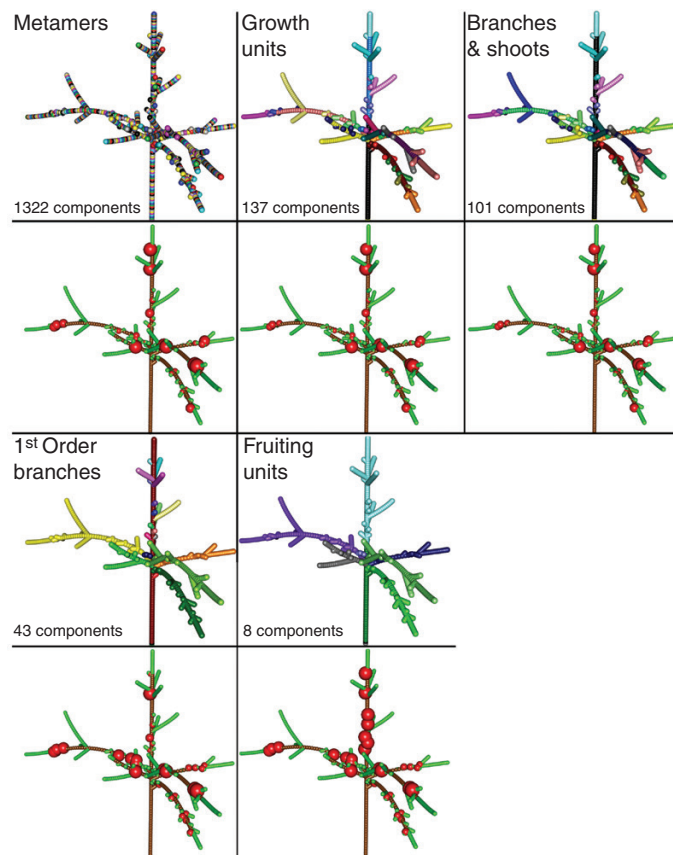 Metamers
1322 components
Growth
units
137 components
Branches
& shoots
101 components
1st Order
branches
43 components
Fruiting
units
8 components